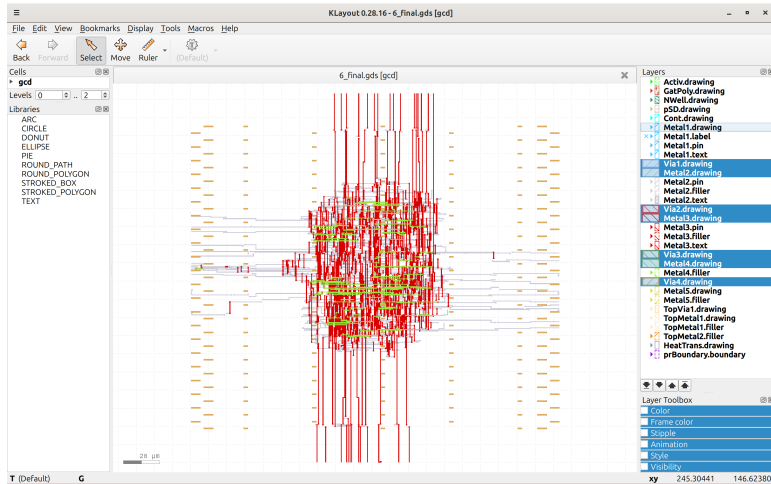 KLayout 0.28.16 - 6_final.gds [gcd]
File Edit View Bookmarks Display Tools Macros Help
Back Forward Select Move Ruler (Default)
Cells
gcd
Levels 0 .. 2
Libraries
ARC
CIRCLE
DONUT
ELLIPSE
PIE
ROUND_PATH
ROUND_POLYGON
STROKED_BOX
STROKED_POLYGON
TEXT
6_final.gds [gcd]
20 µm
Layers
Activ.drawing
GatPoly.drawing
NWell.drawing
pSD.drawing
Cont.drawing
Metal1.drawing
Metal1.label
Metal1.pin
Metal1.text
Via1.drawing
Metal2.drawing
Metal2.pin
Metal2.filler
Metal2.text
Via2.drawing
Metal3.drawing
Metal3.pin
Metal3.filler
Metal3.text
Via3.drawing
Metal4.drawing
Metal4.filler
Via4.drawing
Metal5.drawing
Metal5.filler
TopVia1.drawing
TopMetal1.drawing
TopMetal1.filler
TopMetal2.filler
HeatTrans.drawing
prBoundary.boundary
Layer Toolbox
Color
Frame color
Stipple
Animation
Style
Visibility
T (Default) G xy 245.30441 146.62380